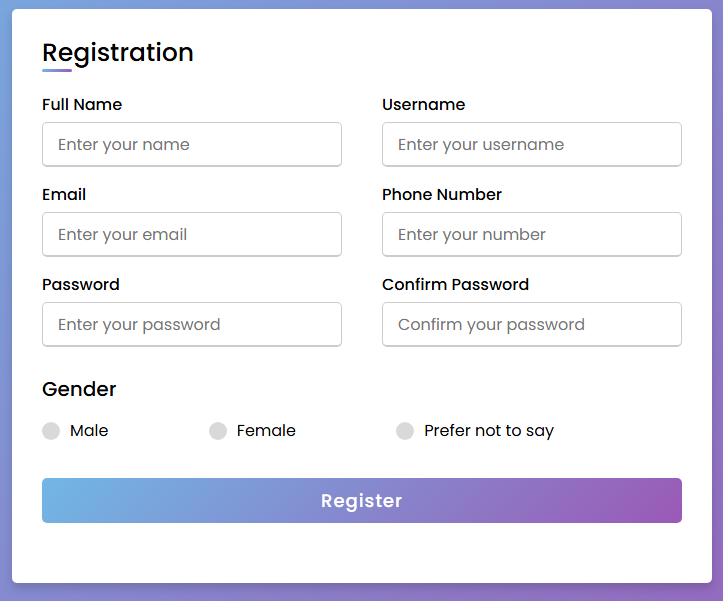 Registration
Full Name
Username
Enter your name
Enter your username
Email
Phone Number
Enter your email
Enter your number
Password
Confirm Password
Enter your password
Confirm your password
Gender
Male
Female
Prefer not to say
Register